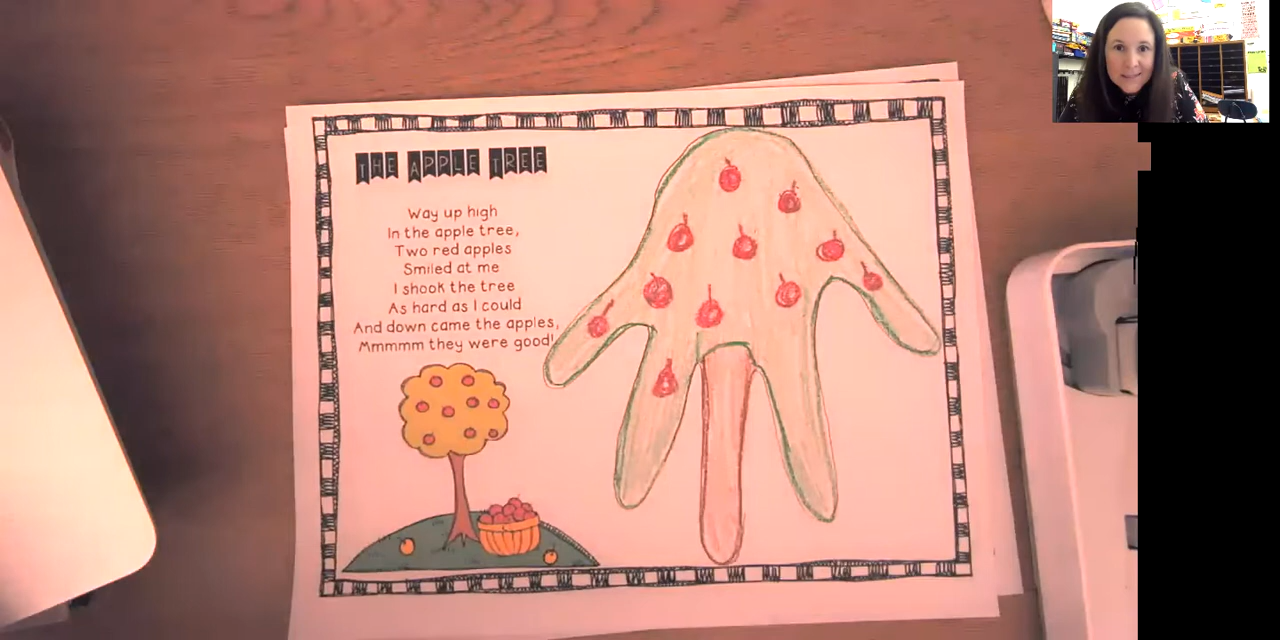 THE APPLE TREE
Way up high
In the apple tree,
Two red apples
Smiled at me
I shook the tree
As hard as I could
And down came the apples,
Mmmmm they were good!